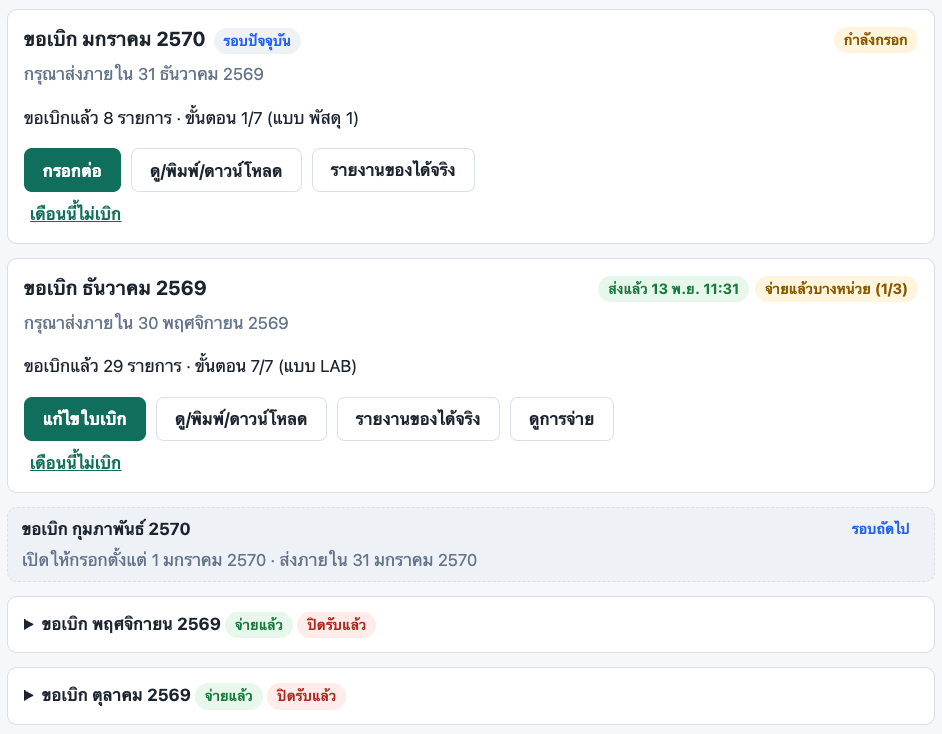 ขอเบิก มกราคม 2570 รอบปัจจุบัน กำลังกรอก
กรุณาส่งภายใน 31 ธันวาคม 2569
ขอเบิกแล้ว 8 รายการ · ขั้นตอน 1/7 (แบบ พัสดุ 1)
กรอกต่อ ดู/พิมพ์/ดาวน์โหลด รายงานของได้จริง
เดือนนี้ไม่เบิก
ขอเบิก ธันวาคม 2569 ส่งแล้ว 13 พ.ย. 11:31 จ่ายแล้วบางหน่วย (1/3)
กรุณาส่งภายใน 30 พฤศจิกายน 2569
ขอเบิกแล้ว 29 รายการ · ขั้นตอน 7/7 (แบบ LAB)
แก้ไขใบเบิก ดู/พิมพ์/ดาวน์โหลด รายงานของได้จริง ดูการจ่าย
เดือนนี้ไม่เบิก
ขอเบิก กุมภาพันธ์ 2570 รอบถัดไป
เปิดให้กรอกตั้งแต่ 1 มกราคม 2570 · ส่งภายใน 31 มกราคม 2570
▶ ขอเบิก พฤศจิกายน 2569 จ่ายแล้ว ปิดรับแล้ว
▶ ขอเบิก ตุลาคม 2569 จ่ายแล้ว ปิดรับแล้ว